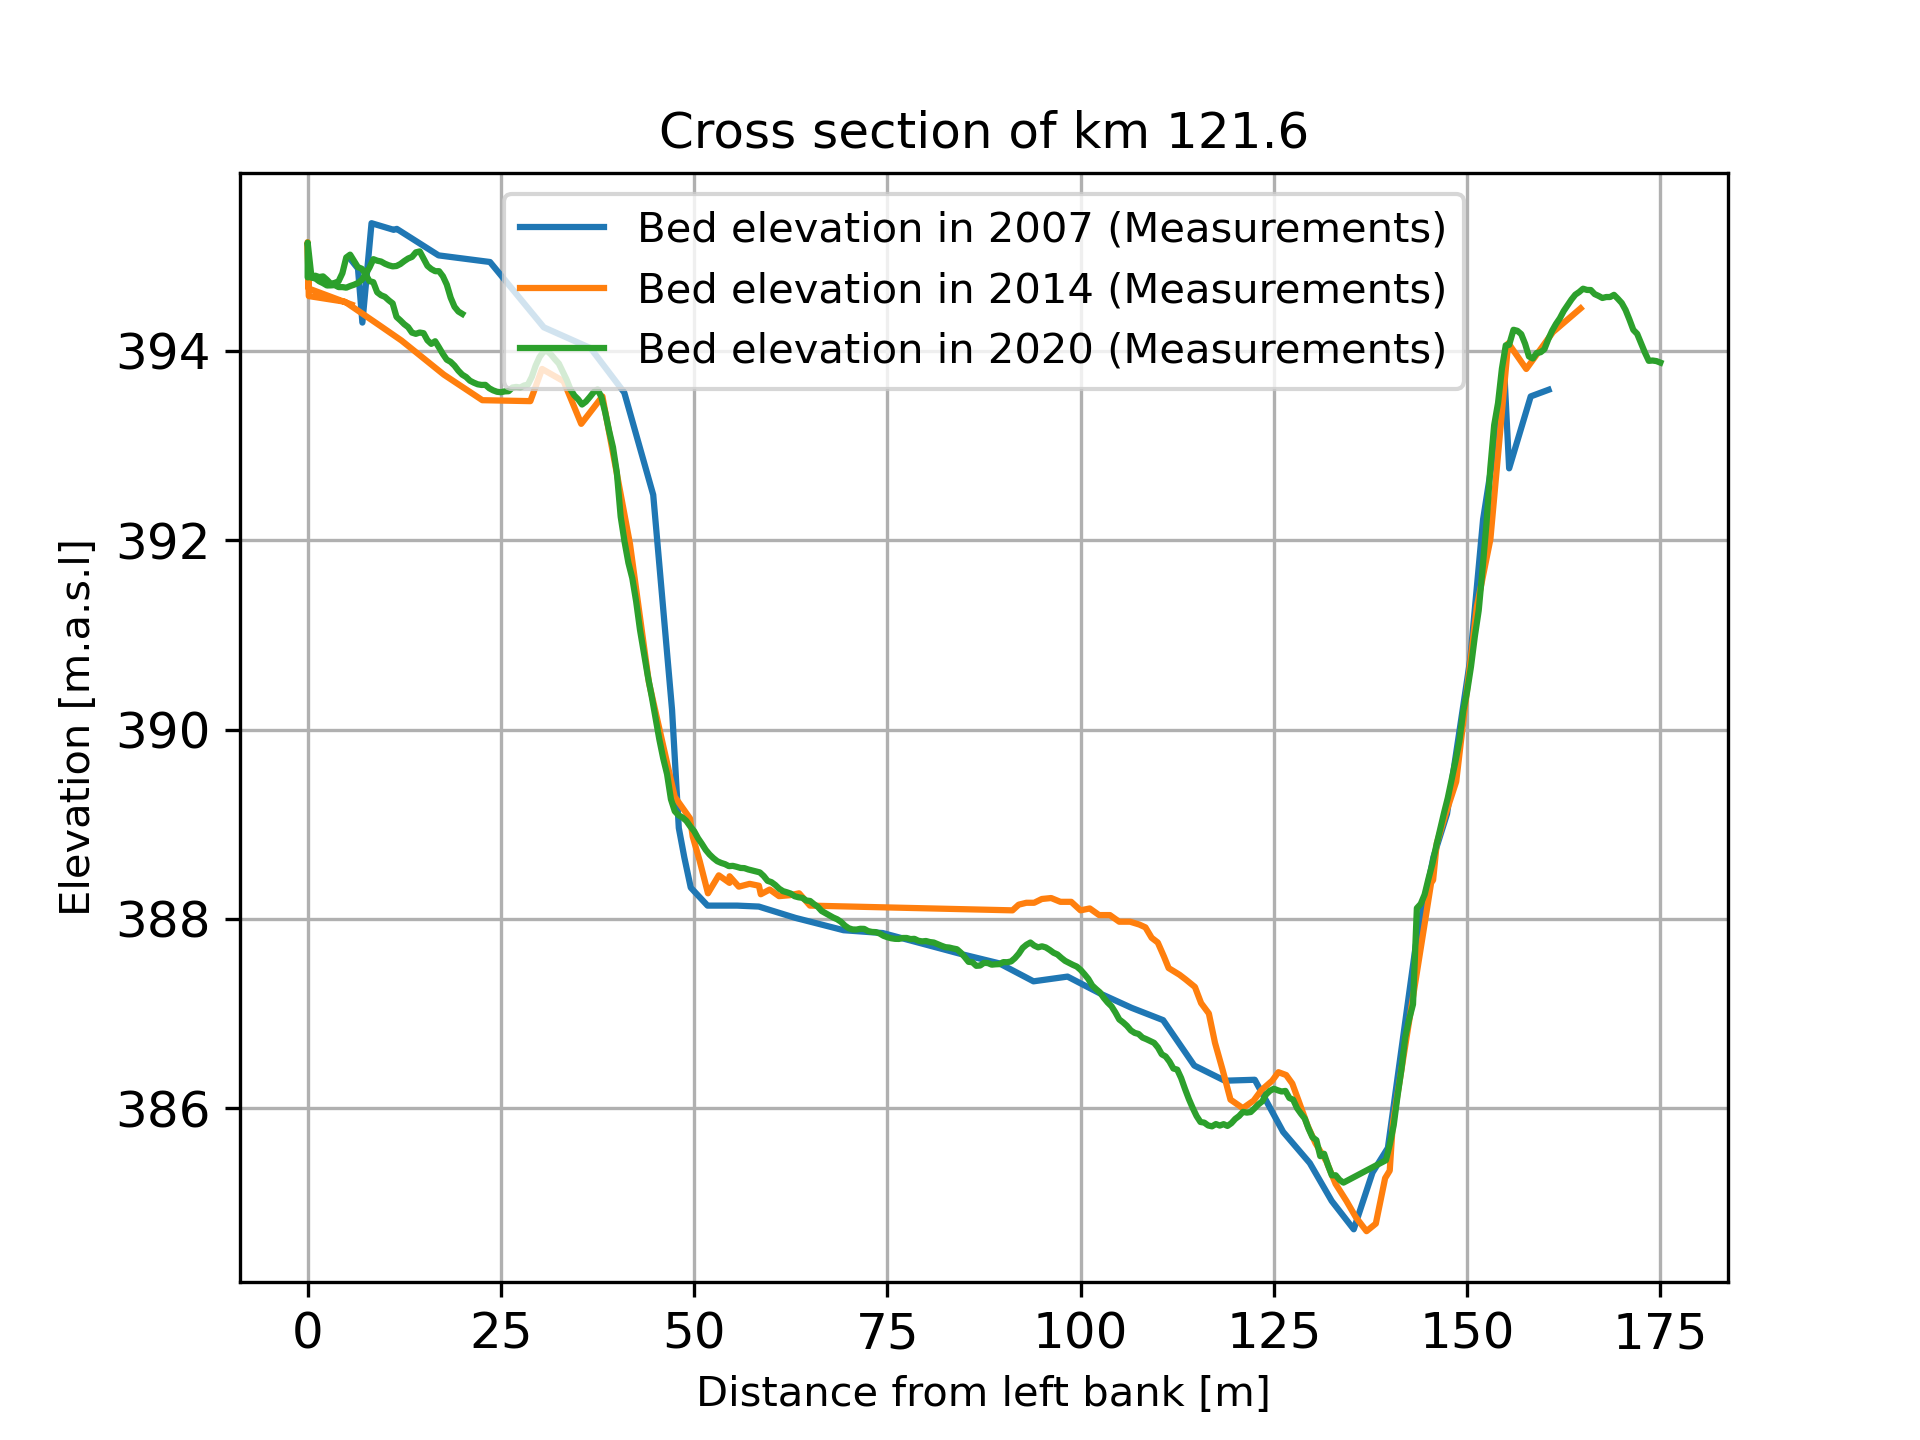 Cross section of km 121.6
Bed elevation in 2007 (Measurements)
Bed elevation in 2014 (Measurements)
Bed elevation in 2020 (Measurements)
Elevation [m.a.s.l]
394
392
390
388
386
0 25 50 75 100 125 150 175
Distance from left bank [m]